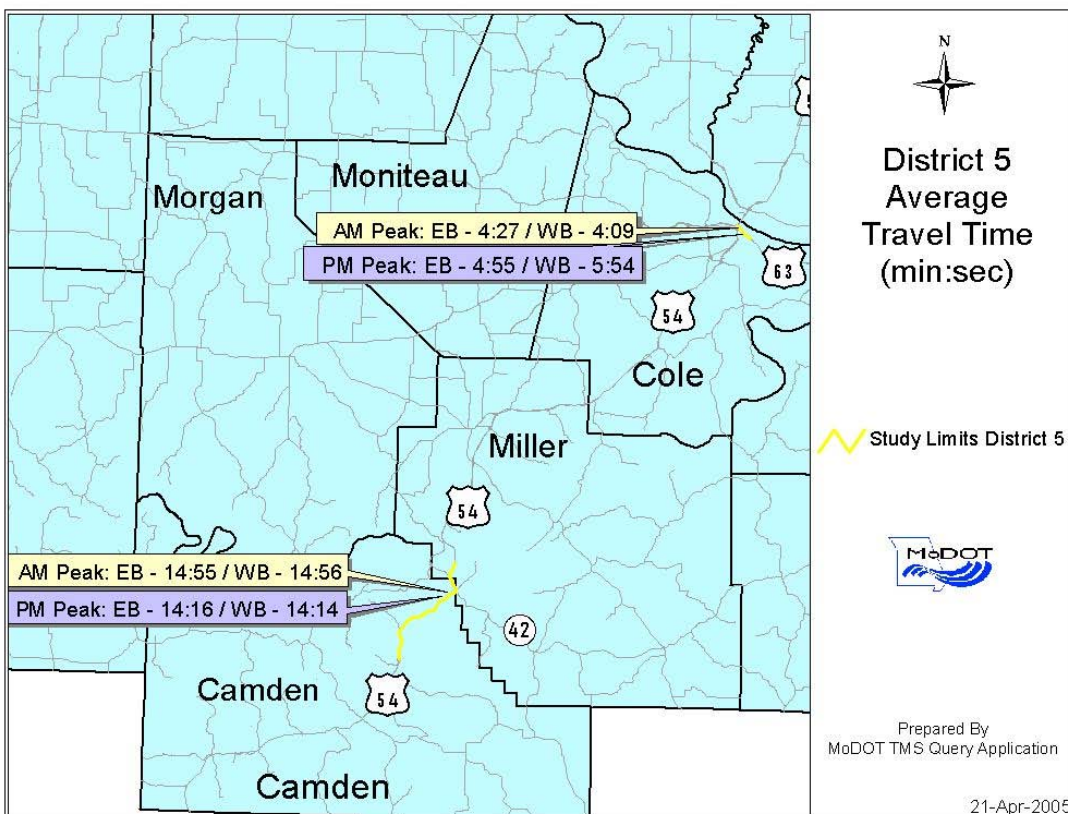 N
District 5
Average
Travel Time
(min:sec)
Moniteau
Morgan
AM Peak: EB - 4:27 / WB - 4:09
PM Peak: EB - 4:55 / WB - 5:54
63
54
Cole
Miller
Study Limits District 5
54
MoDOT
AM Peak: EB - 14:55 / WB - 14:56
PM Peak: EB - 14:16 / WB - 14:14
42
Camden
54
Camden
Prepared By
MoDOT TMS Query Application
21-Apr-2005